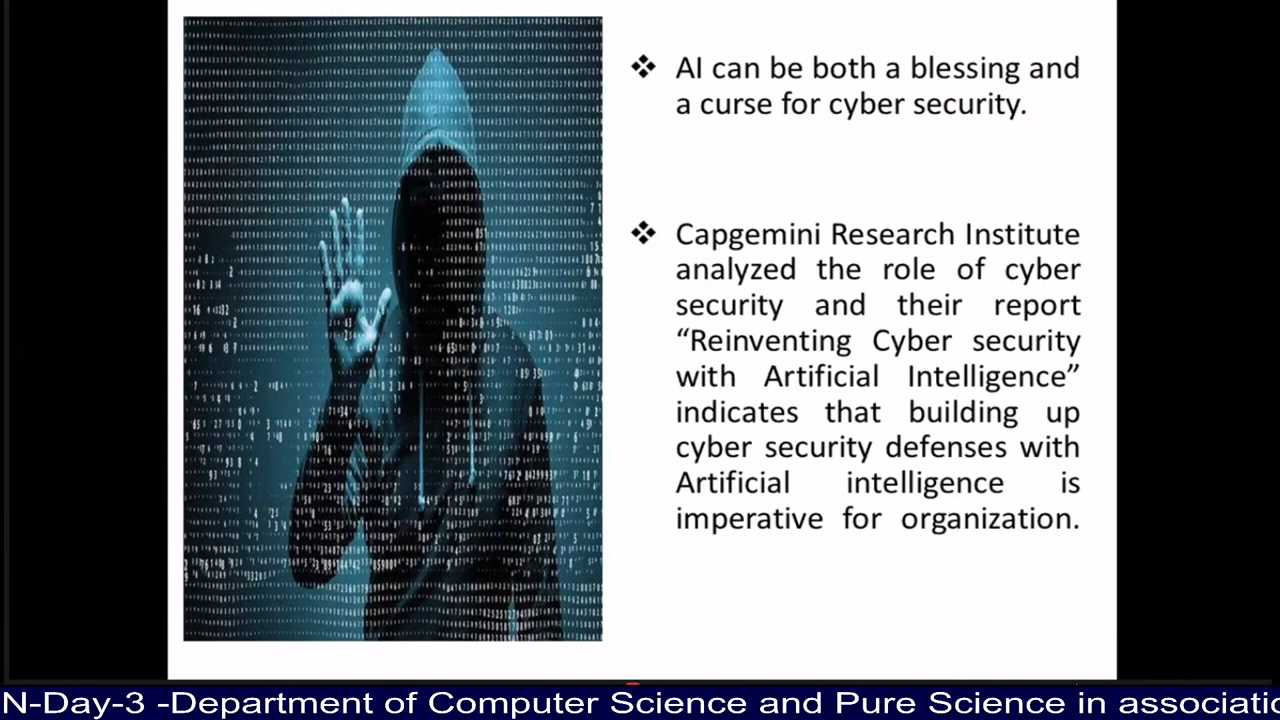 ❖ AI can be both a blessing and
a curse for cyber security.
❖ Capgemini Research Institute
analyzed the role of cyber
security and their report
“Reinventing Cyber security
with Artificial Intelligence”
indicates that building up
cyber security defenses with
Artificial intelligence is
imperative for organization.
N-Day-3 -Department of Computer Science and Pure Science in associatio